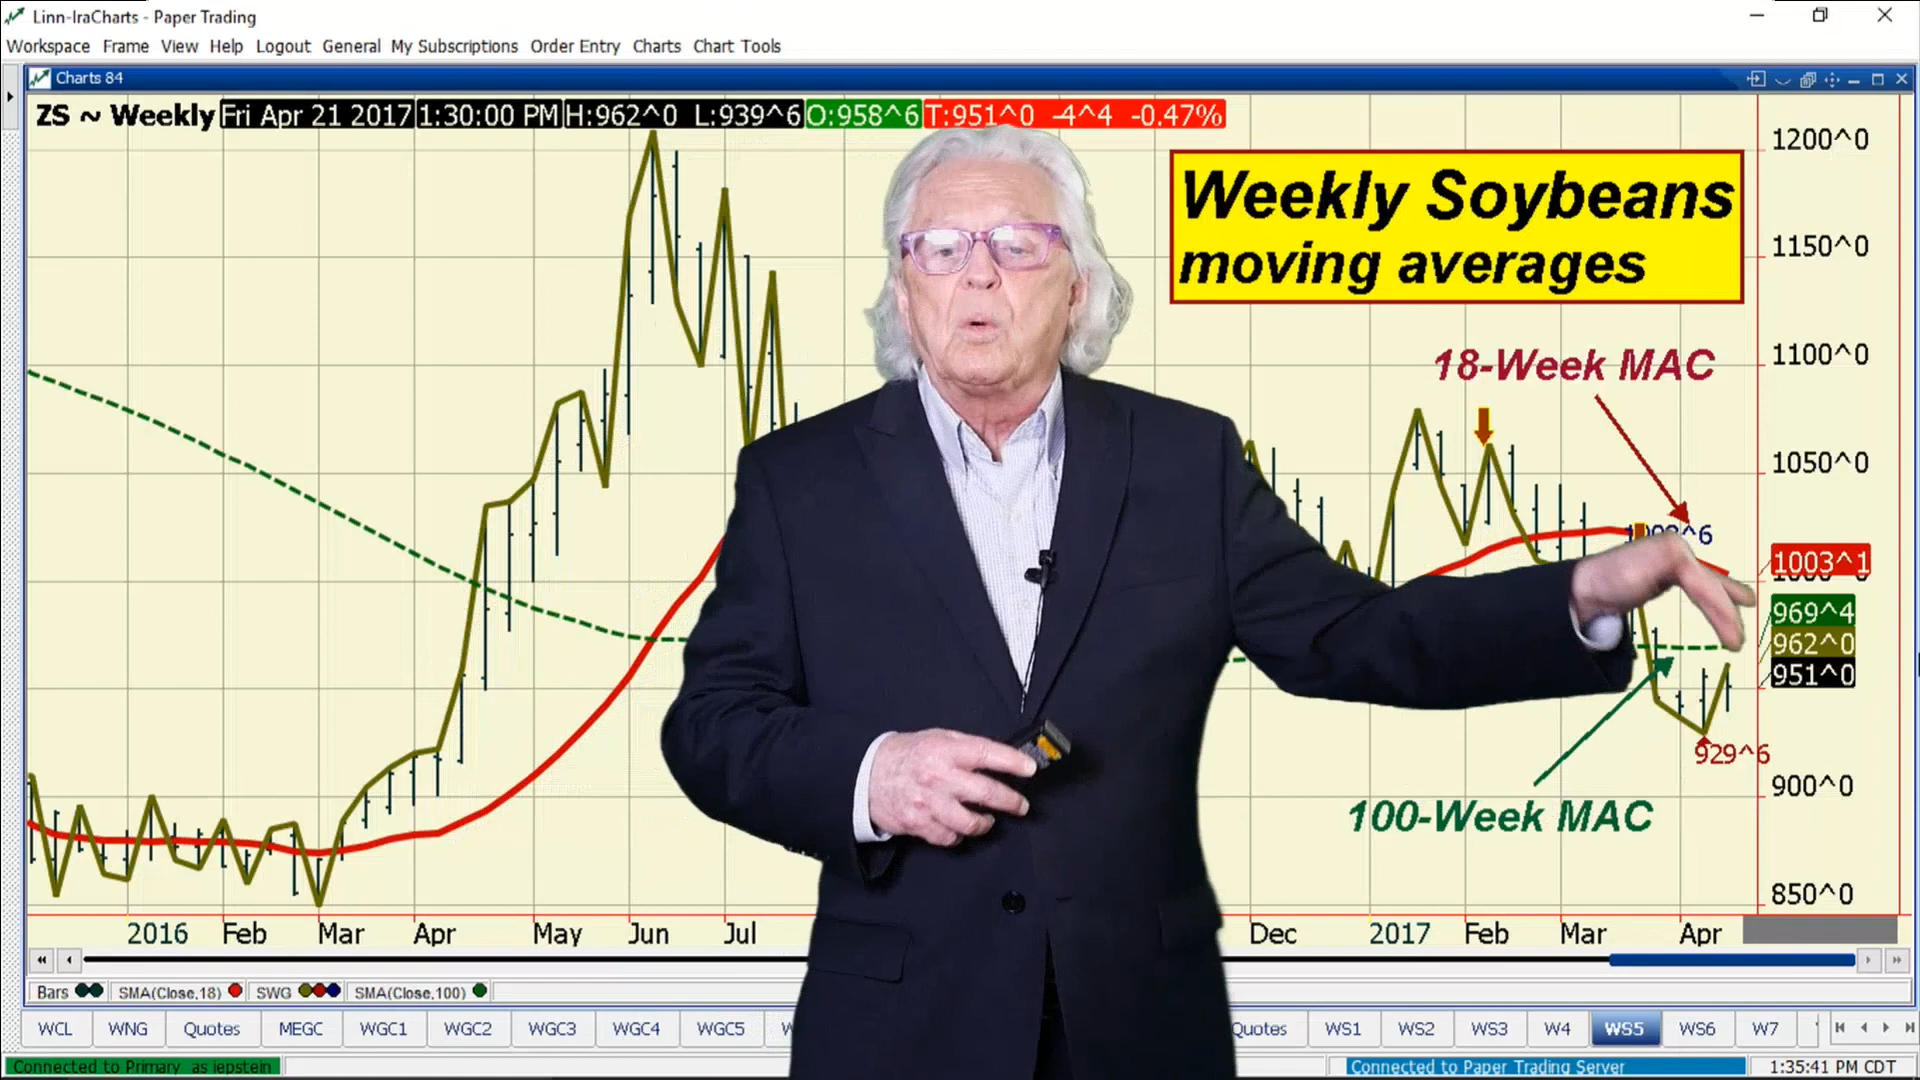 Linn-IraCharts - Paper Trading
Workspace Frame View Help Logout General My Subscriptions Order Entry Charts Chart Tools
Charts 84
ZS ~ Weekly Fri Apr 21 2017 1:30:00 PM H:962^0 L:939^6 O:958^6 T:951^0 -4^4 -0.47%
1200^0
Weekly Soybeans
moving averages
1150^0
1100^0
18-Week MAC
1050^0
1003^1
969^4
962^0
951^0
929^6
900^0
100-Week MAC
850^0
2016 Feb Mar Apr May Jun Jul Dec 2017 Feb Mar Apr
Bars SMA(Close,18) SWG SMA(Close,100)
WCL WNG Quotes MEGC WGC1 WGC2 WGC3 WGC4 WGC5 Quotes WS1 WS2 WS3 W4 WS5 WS6 W7
Connected to Primary as iepstein Connected to Paper Trading Server 1:35:41 PM CDT